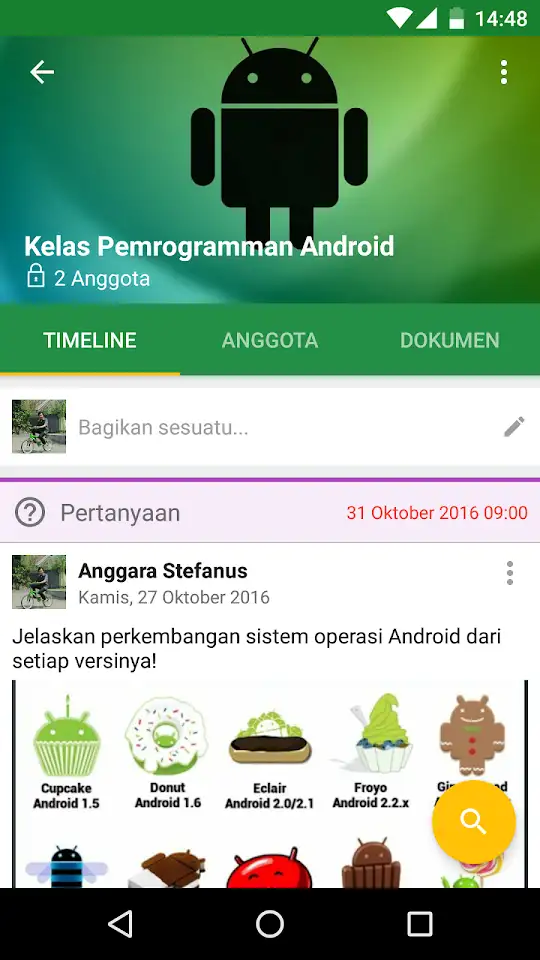 14:48
Kelas Pemrogramman Android
2 Anggota
TIMELINE
ANGGOTA
DOKUMEN
Bagikan sesuatu...
Pertanyaan
31 Oktober 2016 09:00
Anggara Stefanus
Kamis, 27 Oktober 2016
Jelaskan perkembangan sistem operasi Android dari
setiap versinya!
Cupcake
Android 1.5
Donut
Android 1.6
Eclair
Android 2.0/2.1
Froyo
Android 2.2.x